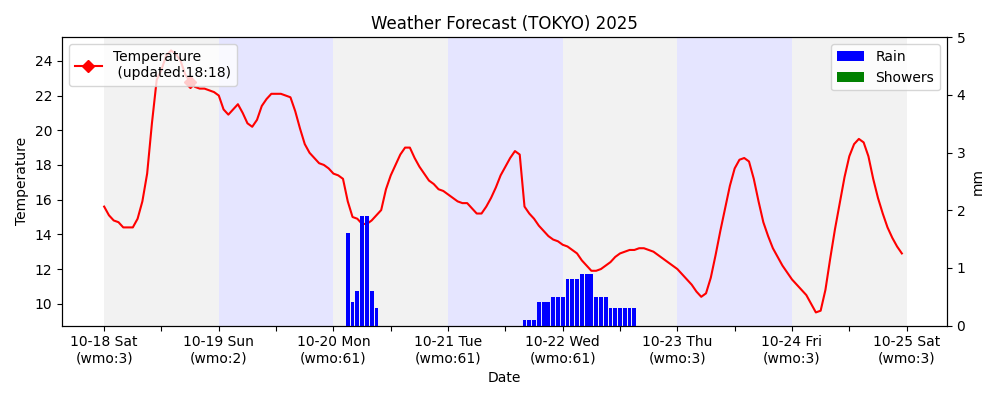 Weather Forecast (TOKYO) 2025
Temperature
(updated:18:18)
Rain
Showers
Temperature
24
22
20
18
16
14
12
10
5
4
3
2
1
0
mm
10-18 Sat
(wmo:3)
10-19 Sun
(wmo:2)
10-20 Mon
(wmo:61)
10-21 Tue
(wmo:61)
10-22 Wed
(wmo:61)
10-23 Thu
(wmo:3)
10-24 Fri
(wmo:3)
10-25 Sat
(wmo:3)
Date